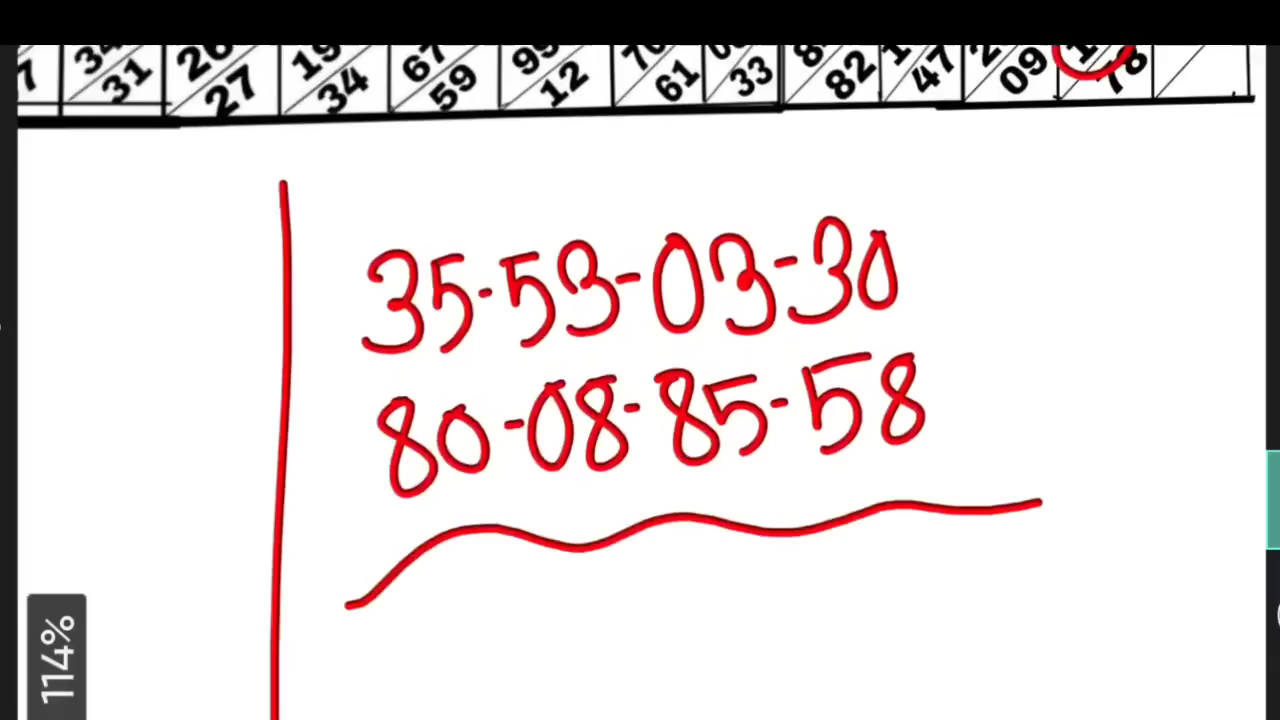 31 27 34 59 12 61 33 82 47 09 78
35-53-03-30
80-08-85-58
114%